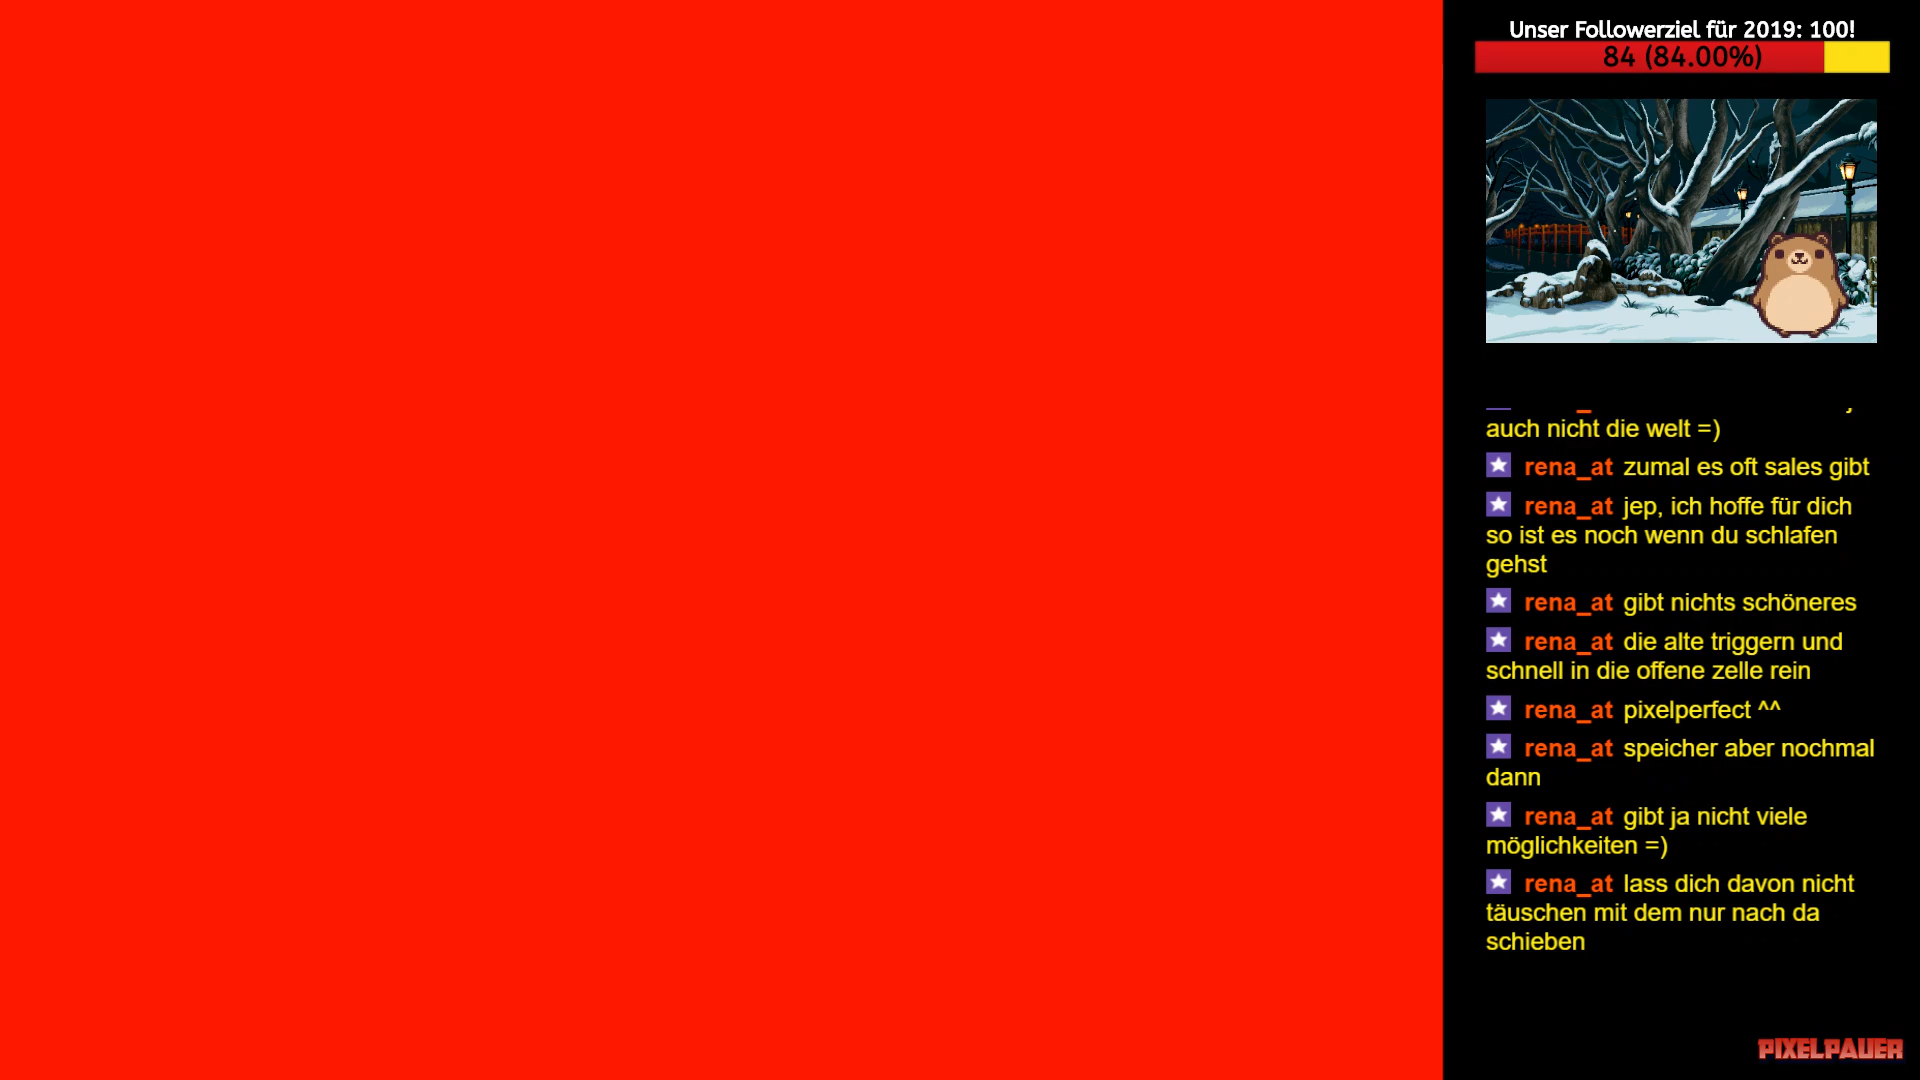 Unser Followerziel für 2019: 100!
84 (84.00%)
auch nicht die welt =)
rena_at zumal es oft sales gibt
rena_at jep, ich hoffe für dich
so ist es noch wenn du schlafen
gehst
rena_at gibt nichts schöneres
rena_at die alte triggern und
schnell in die offene zelle rein
rena_at pixelperfect ^^
rena_at speicher aber nochmal
dann
rena_at gibt ja nicht viele
möglichkeiten =)
rena_at lass dich davon nicht
täuschen mit dem nur nach da
schieben
PIXELPAUER